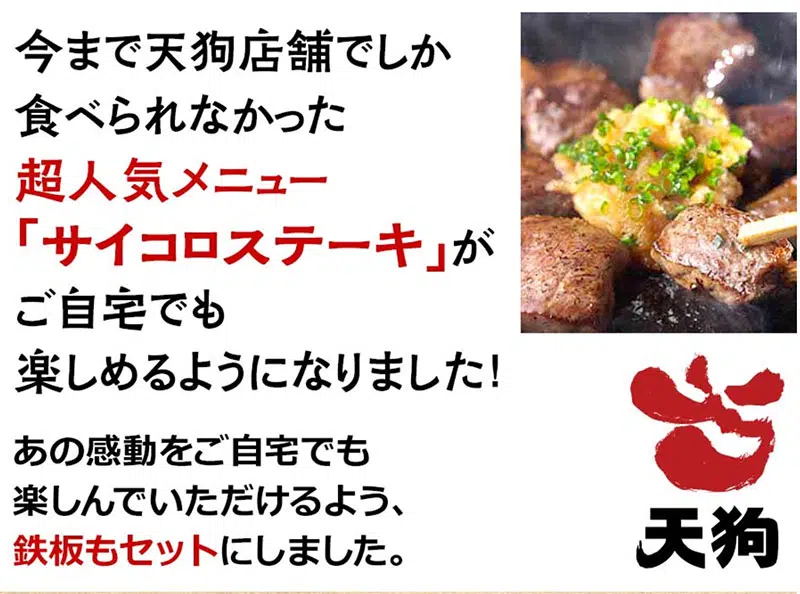 今まで天狗店舗でしか
食べられなかった
超人気メニュー
「サイコロステーキ」が
ご自宅でも
楽しめるようになりました!
あの感動をご自宅でも
楽しんでいただけるよう、
鉄板もセットにしました。
天狗